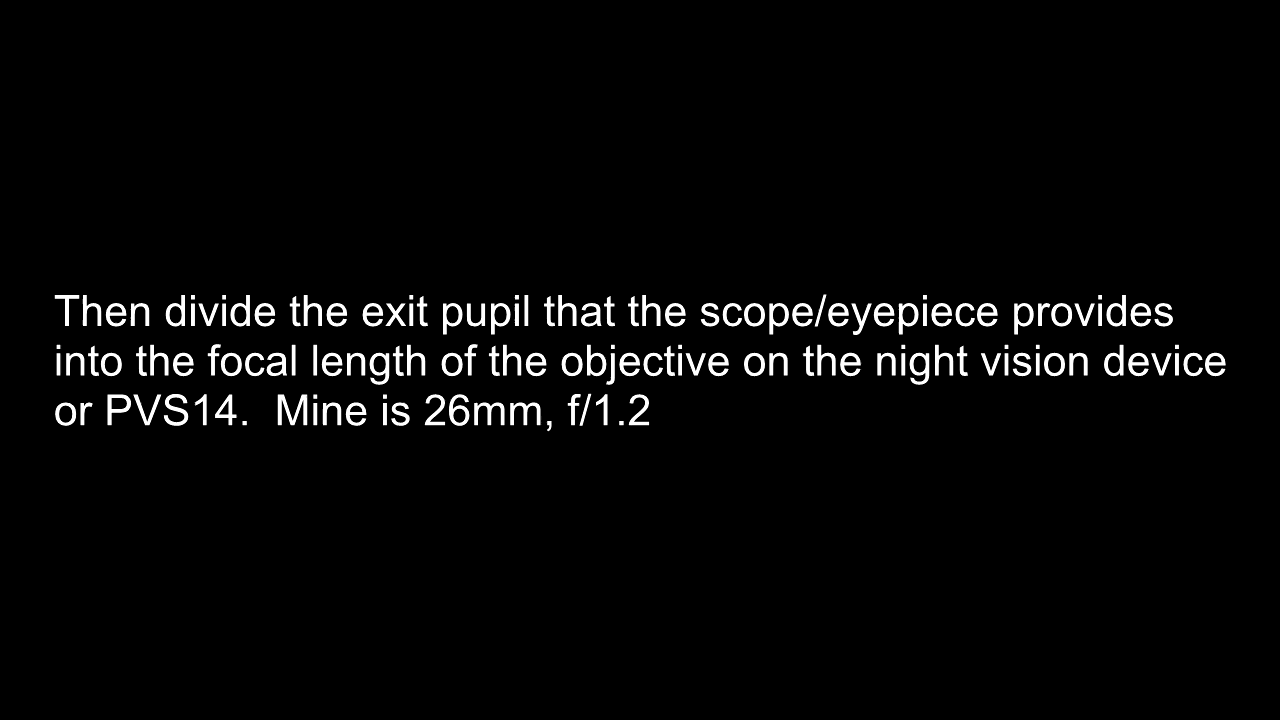 Then divide the exit pupil that the scope/eyepiece provides
into the focal length of the objective on the night vision device
or PVS14.  Mine is 26mm, f/1.2